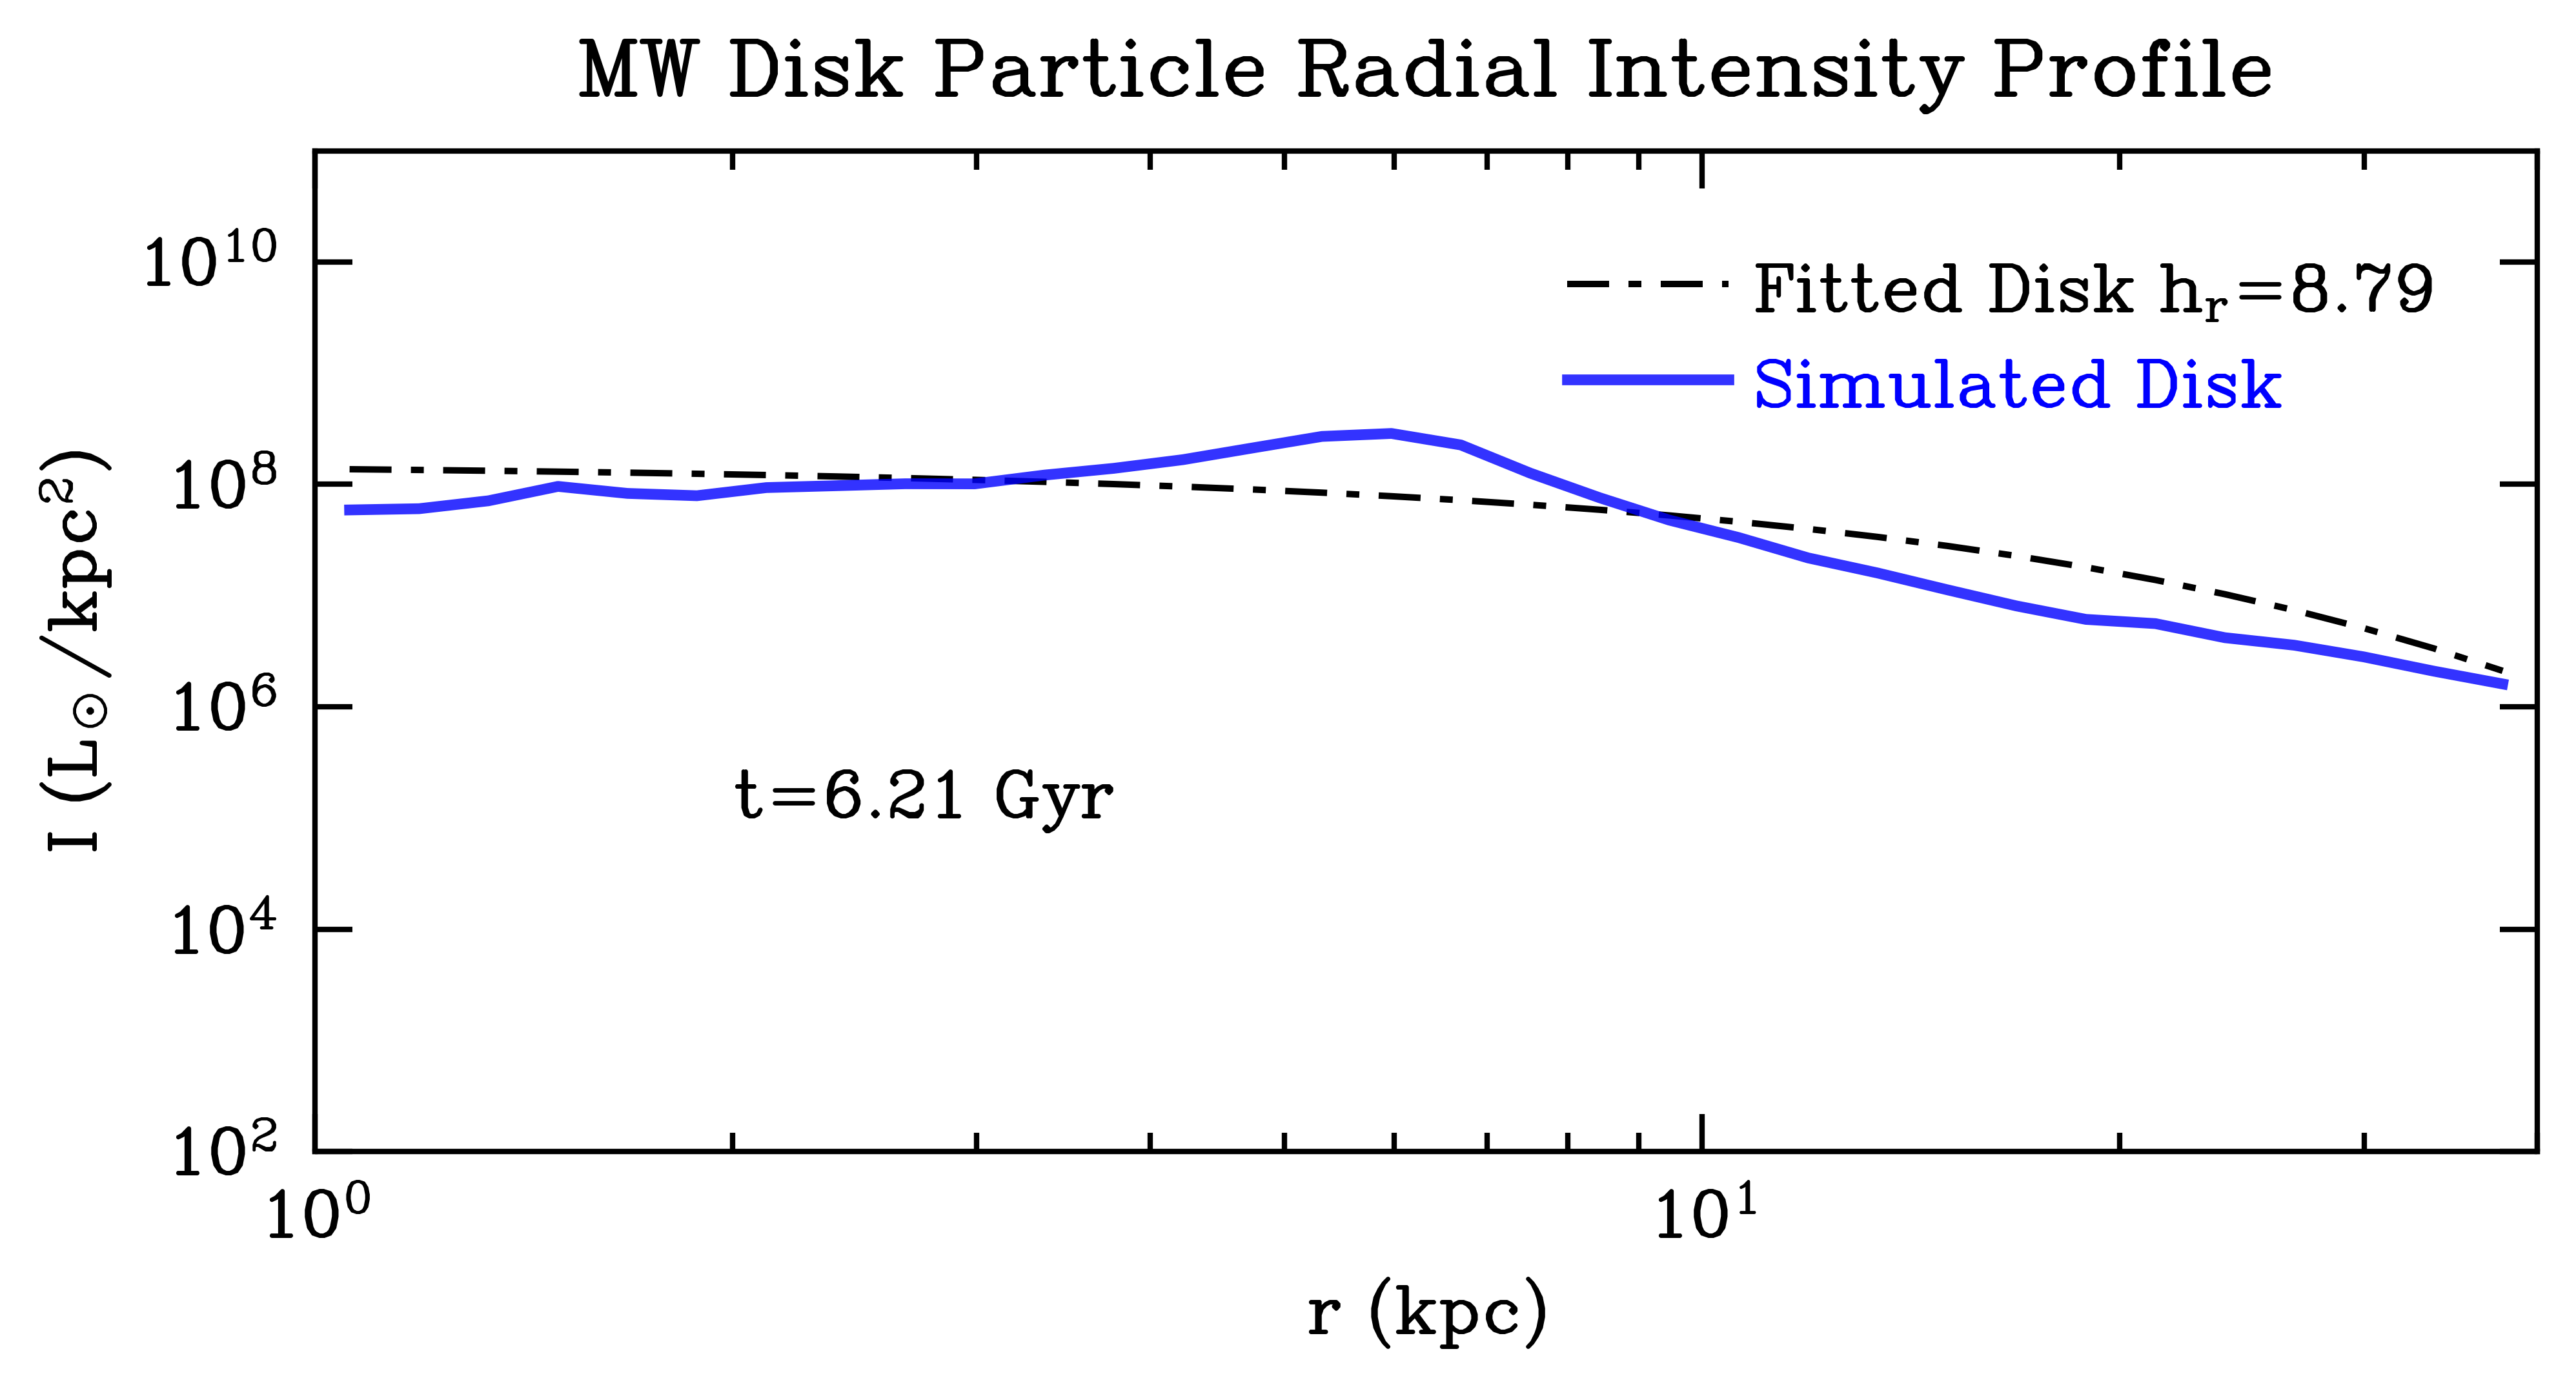 MW Disk Particle Radial Intensity Profile
10¹⁰
10⁸
10⁶
10⁴
10²
I (L☉/kpc²)
Fitted Disk hᵣ=8.79
Simulated Disk
t=6.21 Gyr
10⁰
10¹
r (kpc)